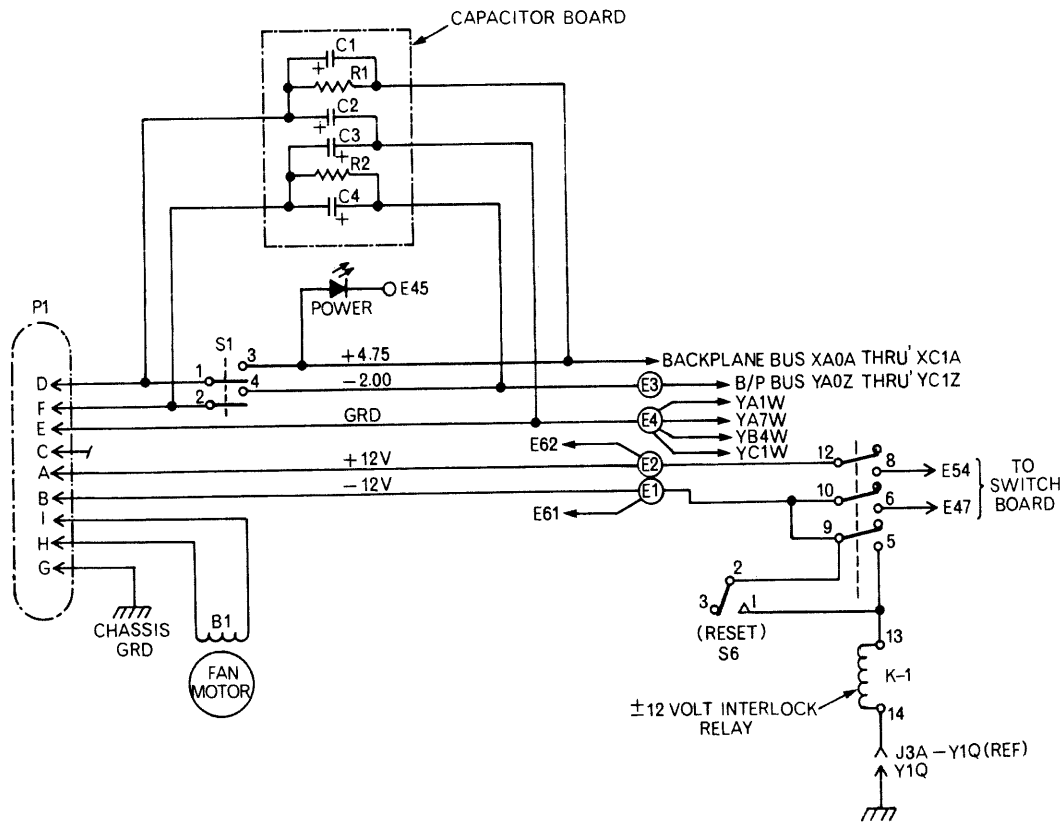 CAPACITOR BOARD
C1
+
R1
C2
+
C3
+
R2
C4
+
E45
POWER
P1
S1
1
3
+4.75
BACKPLANE BUS XA0A THRU' XC1A
D
4
−2.00
E3
B/P BUS YA0Z THRU' YC1Z
2
F
YA1W
E
GRD
E4
YA7W
YB4W
C
E62
YC1W
A
+12V
E2
12
8
E54
TO
SWITCH
BOARD
B
−12V
E1
10
6
E47
E61
I
9
5
H
2
G
3
1
(RESET)
S6
CHASSIS
GRD
B1
13
K-1
FAN
MOTOR
±12 VOLT INTERLOCK
RELAY
14
J3A −Y1Q(REF)
Y1Q